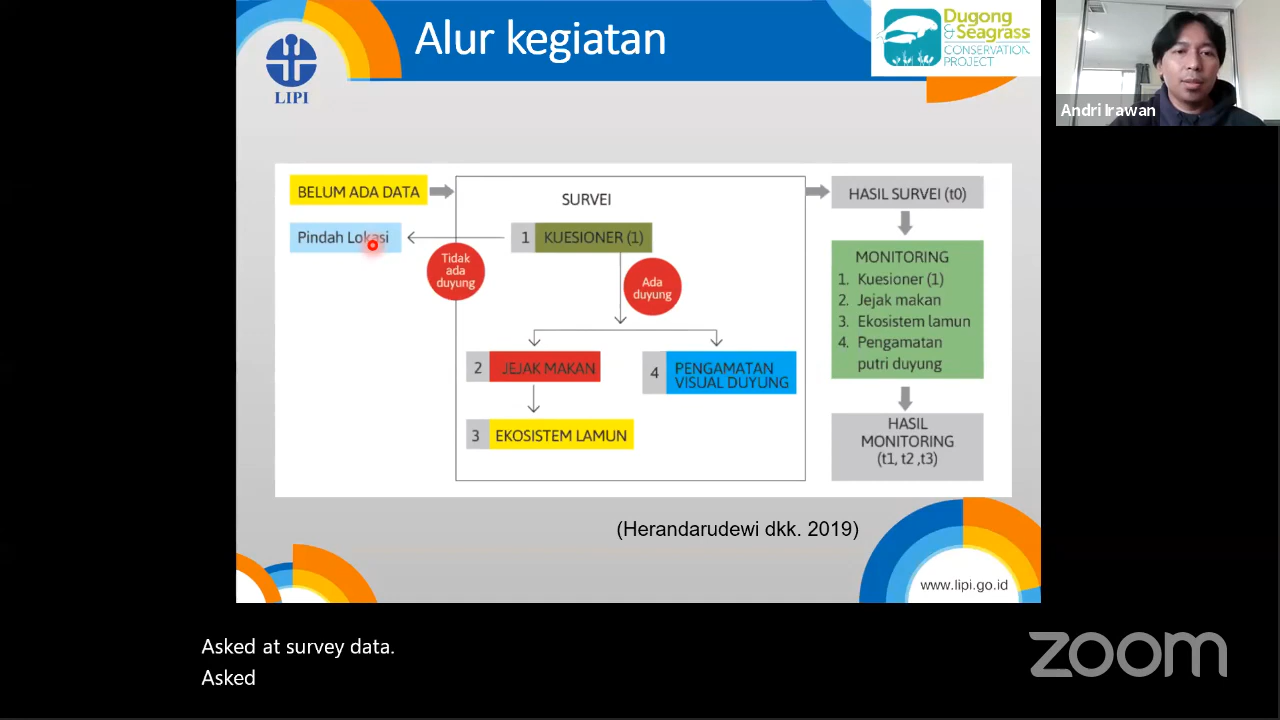 Alur kegiatan
LIPI
Dugong
& Seagrass
CONSERVATION
PROJECT
Andri Irawan
BELUM ADA DATA
Pindah Lokasi
SURVEI
1 KUESIONER (1)
Tidak
ada
duyung
Ada
duyung
2 JEJAK MAKAN
4 PENGAMATAN
VISUAL DUYUNG
3 EKOSISTEM LAMUN
HASIL SURVEI (t0)
MONITORING
1. Kuesioner (1)
2. Jejak makan
3. Ekosistem lamun
4. Pengamatan
putri duyung
HASIL
MONITORING
(t1, t2 ,t3)
(Herandarudewi dkk. 2019)
www.lipi.go.id
Asked at survey data.
Asked
zoom